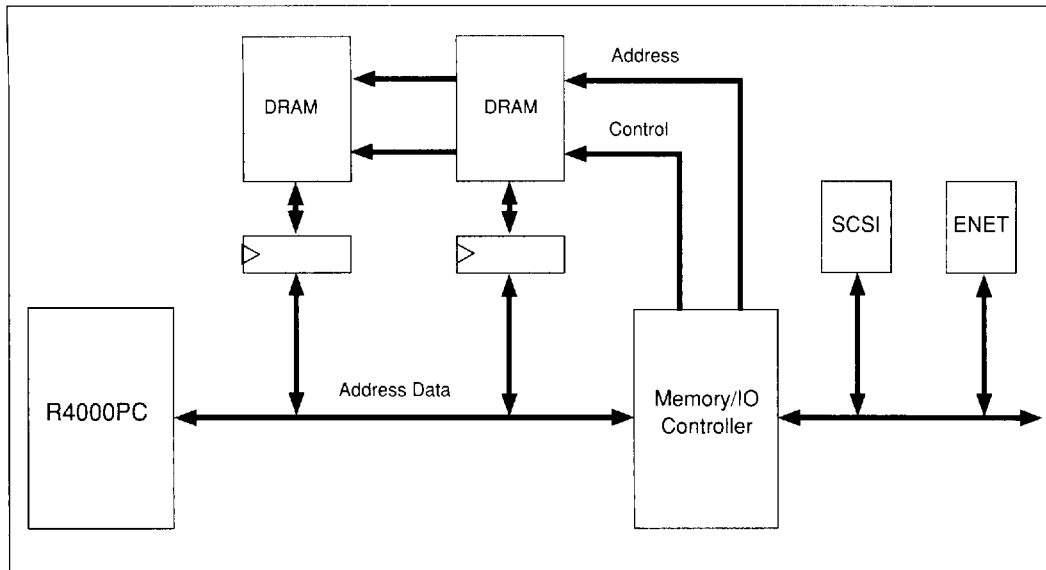 Address
DRAM
DRAM
Control
SCSI
ENET
Address Data
R4000PC
Memory/IO
Controller